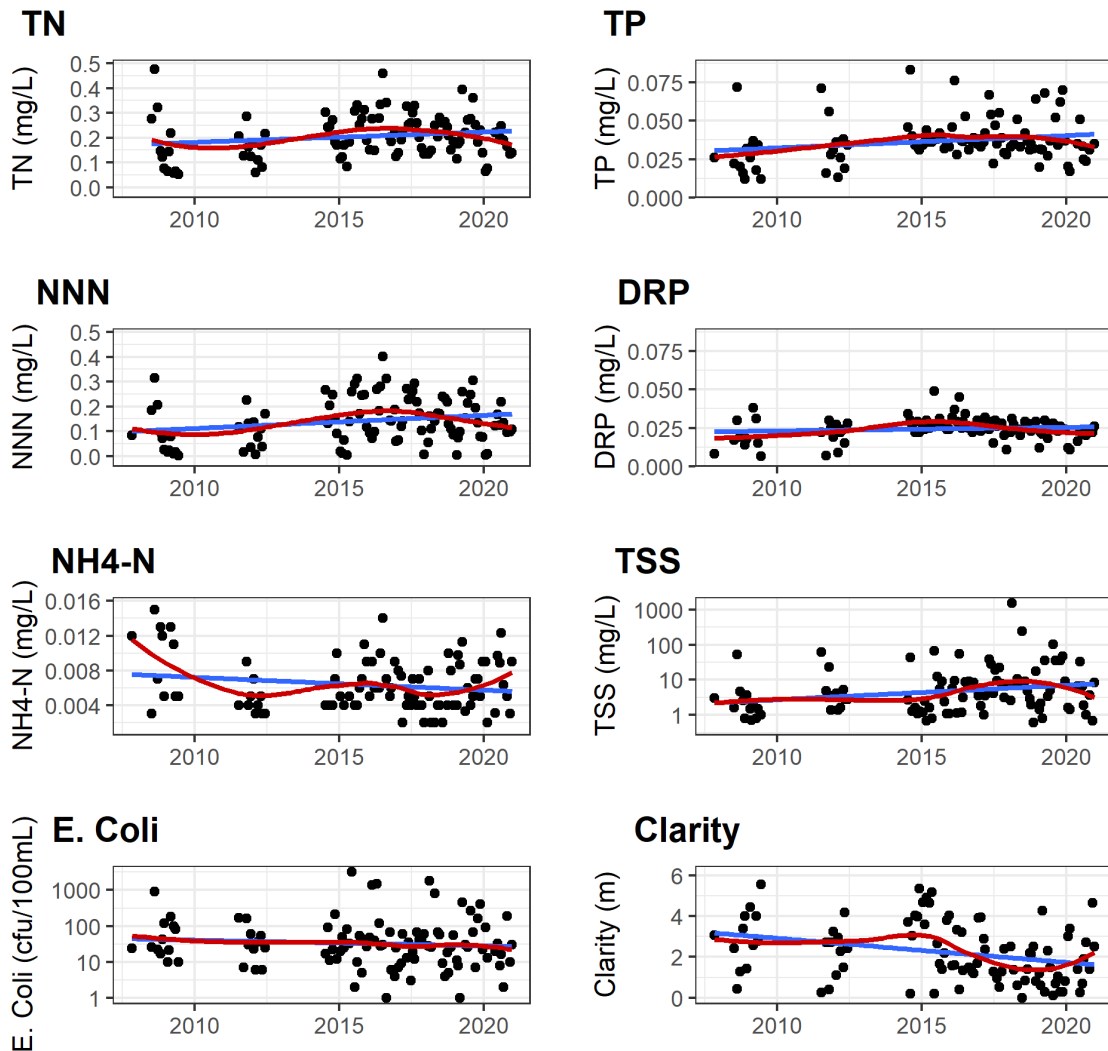 TN
TN (mg/L)
0.5
0.4
0.3
0.2
0.1
0.0
2010 2015 2020
TP
TP (mg/L)
0.075
0.050
0.025
0.000
2010 2015 2020
NNN
NNN (mg/L)
0.5
0.4
0.3
0.2
0.1
0.0
2010 2015 2020
DRP
DRP (mg/L)
0.075
0.050
0.025
0.000
2010 2015 2020
NH4-N
NH4-N (mg/L)
0.016
0.012
0.008
0.004
2010 2015 2020
TSS
TSS (mg/L)
1000
100
10
1
2010 2015 2020
E. Coli
E. Coli (cfu/100mL)
1000
100
10
1
2010 2015 2020
Clarity
Clarity (m)
6
4
2
0
2010 2015 2020